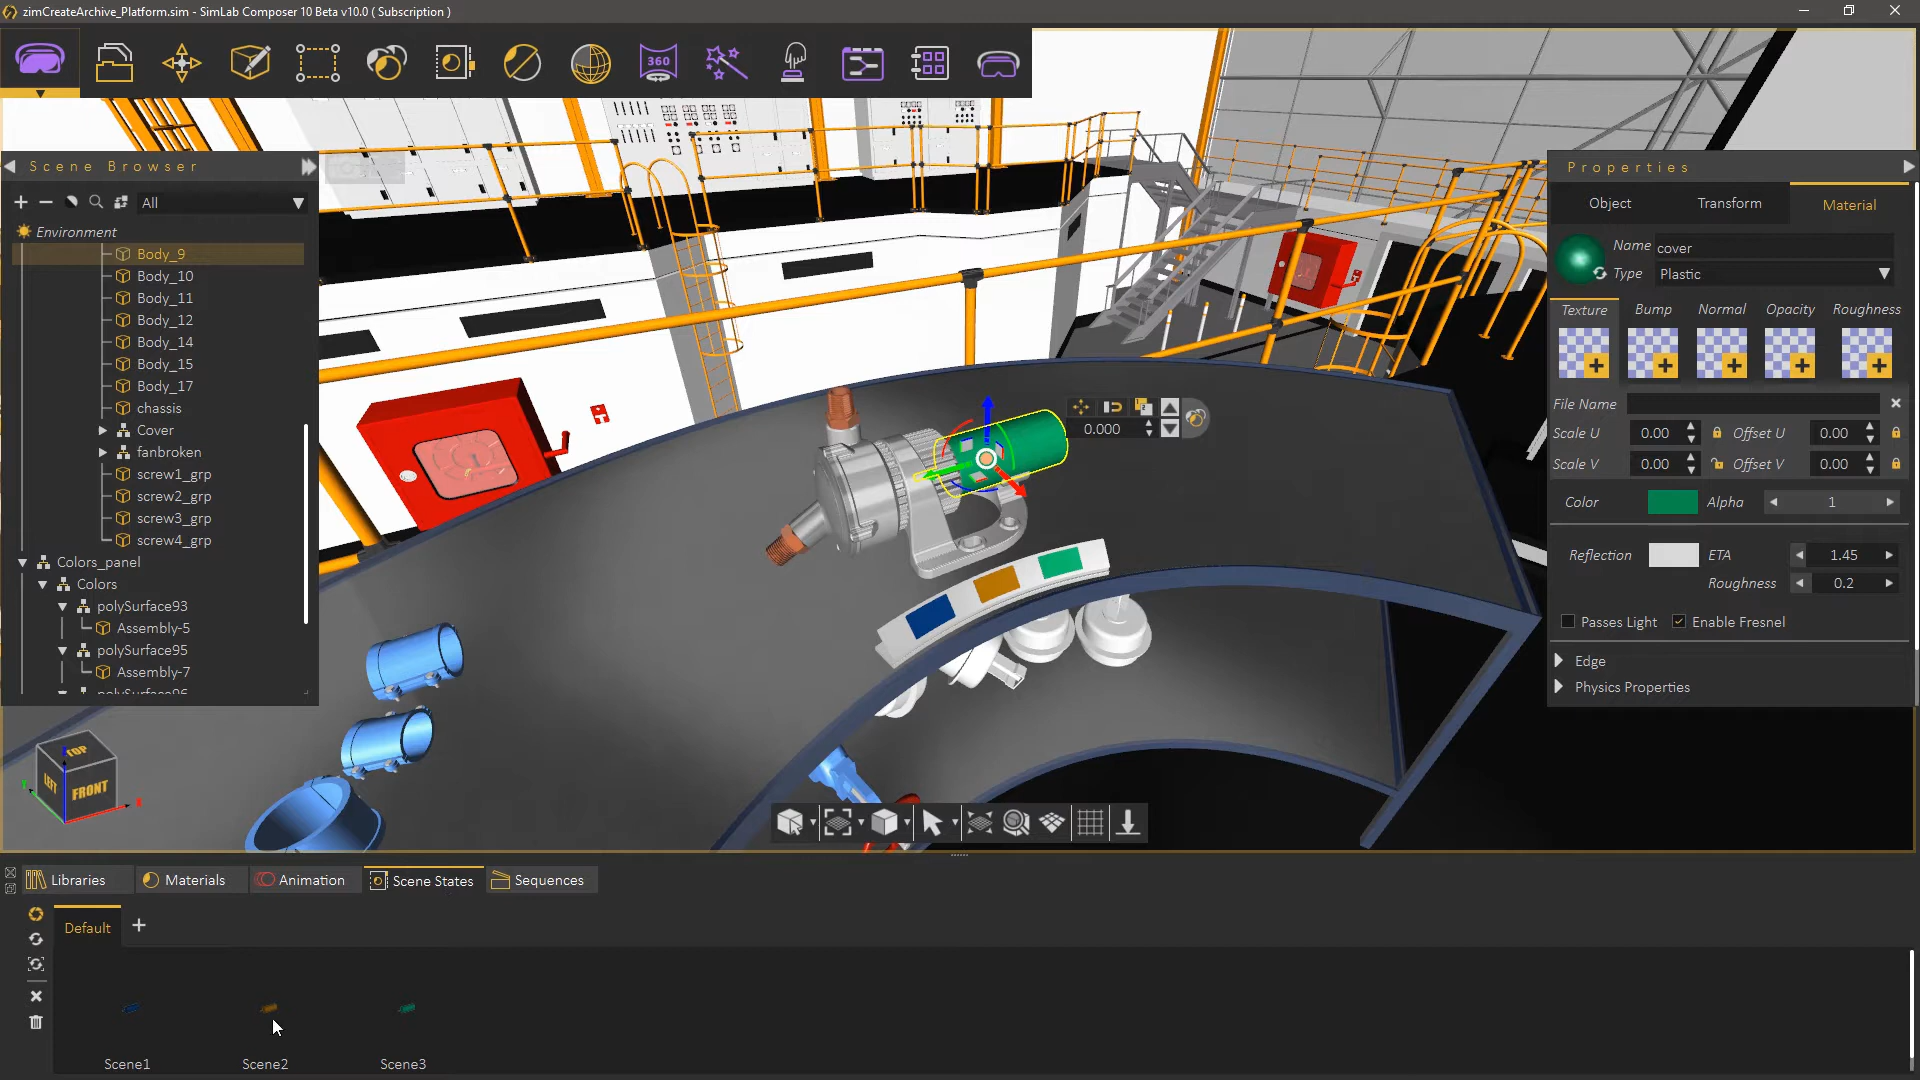 zimCreateArchive_Platform.sim - SimLab Composer 10 Beta v10.0 ( Subscription )
360
Scene Browser
All
Environment
Body_9
Body_10
Body_11
Body_12
Body_14
Body_15
Body_17
chassis
Cover
fanbroken
screw1_grp
screw2_grp
screw3_grp
screw4_grp
Colors_panel
Colors
polySurface93
Assembly-5
polySurface95
Assembly-7
polySurface96
0.000
Properties
Object Transform Material
Name cover
Type Plastic
Texture Bump Normal Opacity Roughness
File Name
Scale U 0.00 Offset U 0.00
Scale V 0.00 Offset V 0.00
Color Alpha 1
Reflection ETA 1.45
Roughness 0.2
Passes Light Enable Fresnel
Edge
Physics Properties
TOP
LEFT FRONT
Libraries Materials Animation Scene States Sequences
Default
Scene1 Scene2 Scene3